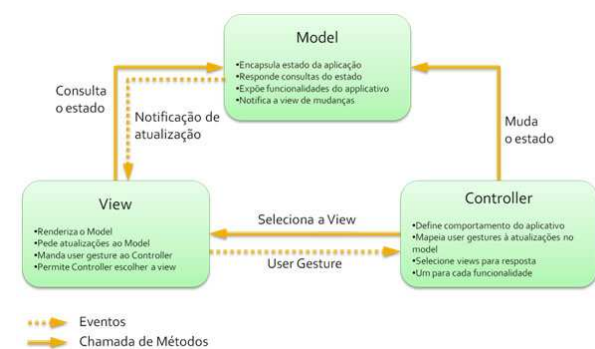 Model
•Encapsula estado da aplicação
•Responde consultas do estado
•Expõe funcionalidades do applicativo
•Notifica a view de mudanças
Consulta
o estado
Notificação de
atualização
Muda
o estado
View
•Renderiza o Model
•Pede atualizações ao Model
•Manda user gesture ao Controller
•Permite Controller escolher a view
Seleciona a View
User Gesture
Controller
•Define comportamento do aplicativo
•Mapeia user gestures à atualizações no
model
•Selecione views para resposta
•Um para cada funcionalidade
Eventos
Chamada de Métodos